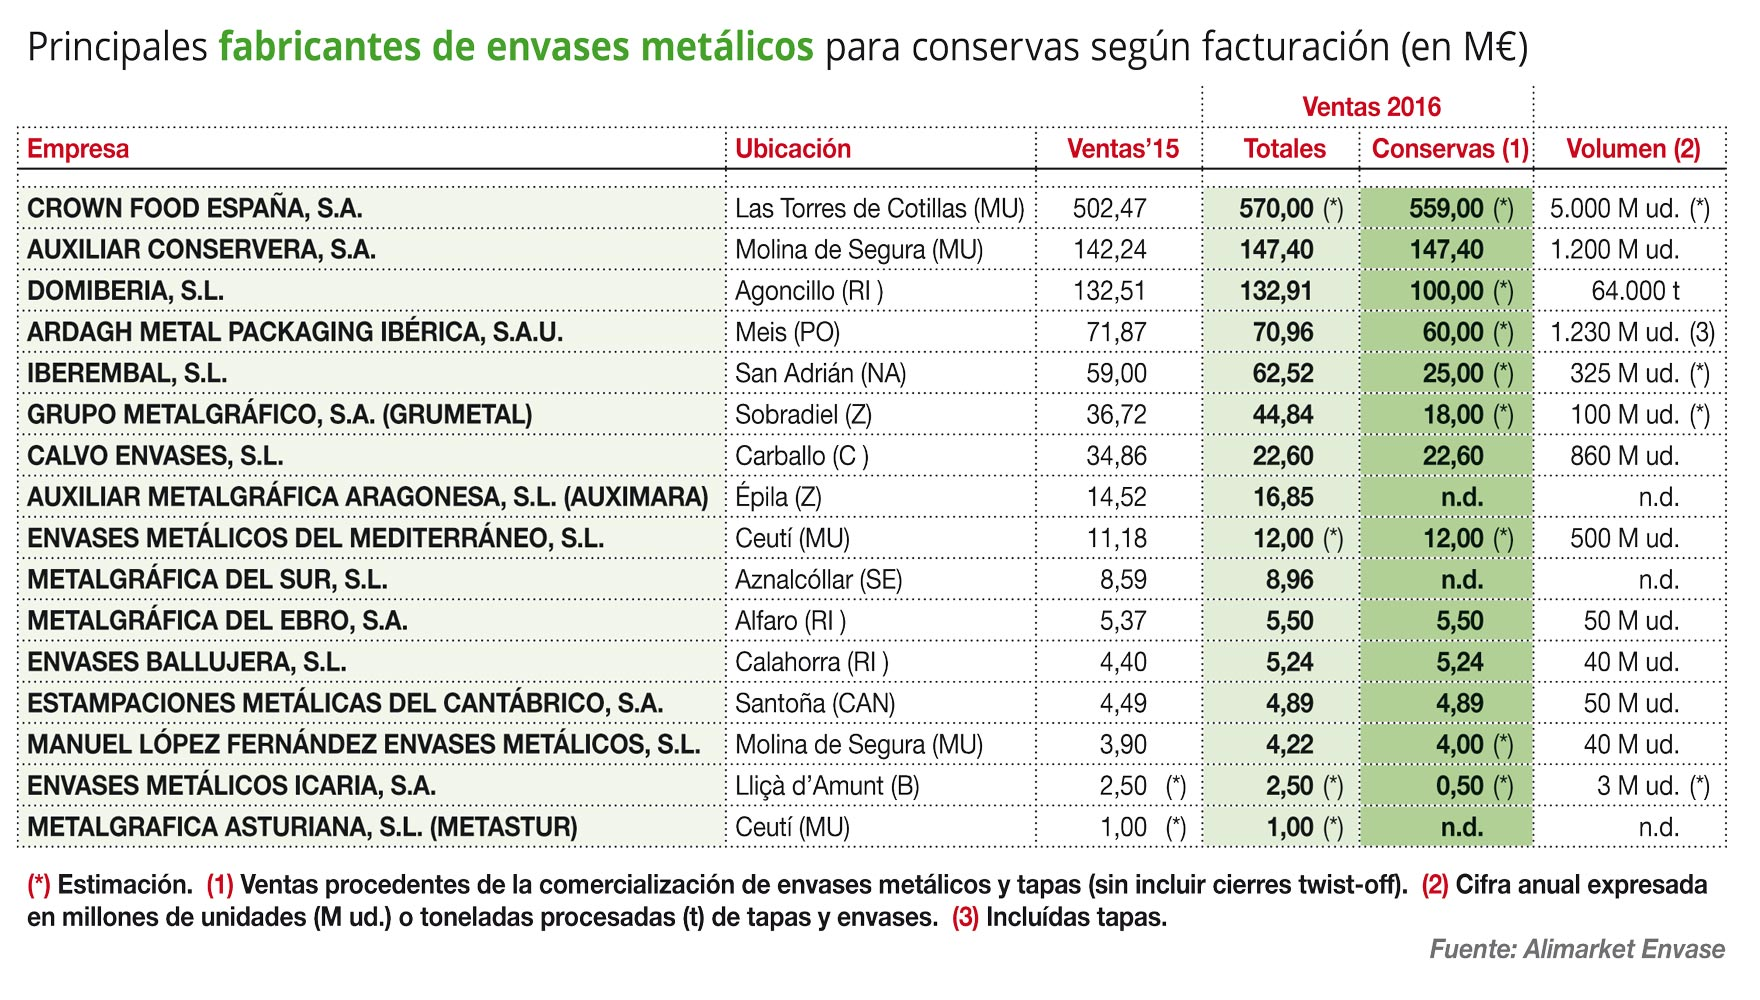 Principales fabricantes de envases metálicos para conservas según facturación (en M€)
Ventas 2016
Empresa Ubicación Ventas'15 Totales Conservas (1) Volumen (2)
CROWN FOOD ESPAÑA, S.A. Las Torres de Cotillas (MU) 502,47 570,00 (*) 559,00 (*) 5.000 M ud. (*)
AUXILIAR CONSERVERA, S.A. Molina de Segura (MU) 142,24 147,40 147,40 1.200 M ud.
DOMIBERIA, S.L. Agoncillo (RI ) 132,51 132,91 100,00 (*) 64.000 t
ARDAGH METAL PACKAGING IBÉRICA, S.A.U. Meis (PO) 71,87 70,96 60,00 (*) 1.230 M ud. (3)
IBEREMBAL, S.L. San Adrián (NA) 59,00 62,52 25,00 (*) 325 M ud. (*)
GRUPO METALGRÁFICO, S.A. (GRUMETAL) Sobradiel (Z) 36,72 44,84 18,00 (*) 100 M ud. (*)
CALVO ENVASES, S.L. Carballo (C ) 34,86 22,60 22,60 860 M ud.
AUXILIAR METALGRÁFICA ARAGONESA, S.L. (AUXIMARA) Épila (Z) 14,52 16,85 n.d. n.d.
ENVASES METÁLICOS DEL MEDITERRÁNEO, S.L. Ceutí (MU) 11,18 12,00 (*) 12,00 (*) 500 M ud.
METALGRÁFICA DEL SUR, S.L. Aznalcóllar (SE) 8,59 8,96 n.d. n.d.
METALGRÁFICA DEL EBRO, S.A. Alfaro (RI ) 5,37 5,50 5,50 50 M ud.
ENVASES BALLUJERA, S.L. Calahorra (RI ) 4,40 5,24 5,24 40 M ud.
ESTAMPACIONES METÁLICAS DEL CANTÁBRICO, S.A. Santoña (CAN) 4,49 4,89 4,89 50 M ud.
MANUEL LÓPEZ FERNÁNDEZ ENVASES METÁLICOS, S.L. Molina de Segura (MU) 3,90 4,22 4,00 (*) 40 M ud.
ENVASES METÁLICOS ICARIA, S.A. Lliçà d'Amunt (B) 2,50 (*) 2,50 (*) 0,50 (*) 3 M ud. (*)
METALGRAFICA ASTURIANA, S.L. (METASTUR) Ceutí (MU) 1,00 (*) 1,00 (*) n.d. n.d.
(*) Estimación. (1) Ventas procedentes de la comercialización de envases metálicos y tapas (sin incluir cierres twist-off). (2) Cifra anual expresada
en millones de unidades (M ud.) o toneladas procesadas (t) de tapas y envases. (3) Incluídas tapas.
Fuente: Alimarket Envase